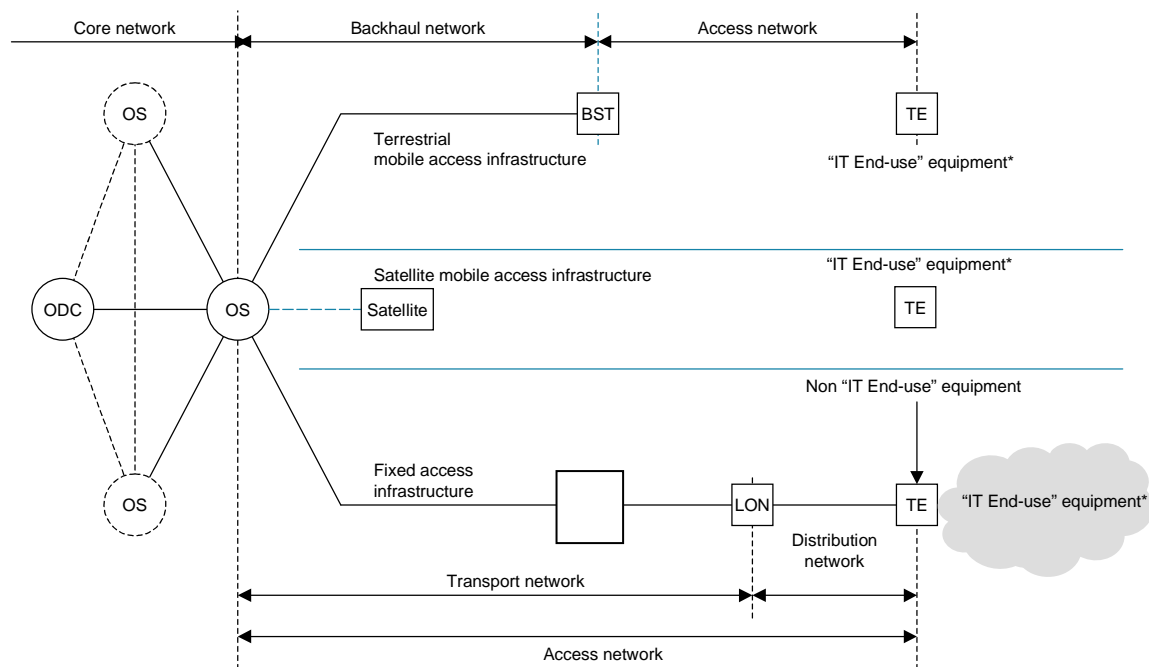 Core network
Backhaul network
Access network
OS
BST
TE
Terrestrial
mobile access infrastructure
“IT End-use” equipment*
“IT End-use” equipment*
Satellite mobile access infrastructure
ODC
OS
Satellite
TE
Non “IT End-use” equipment
Fixed access
infrastructure
OS
LON
TE
“IT End-use” equipment*
Distribution
network
Transport network
Access network